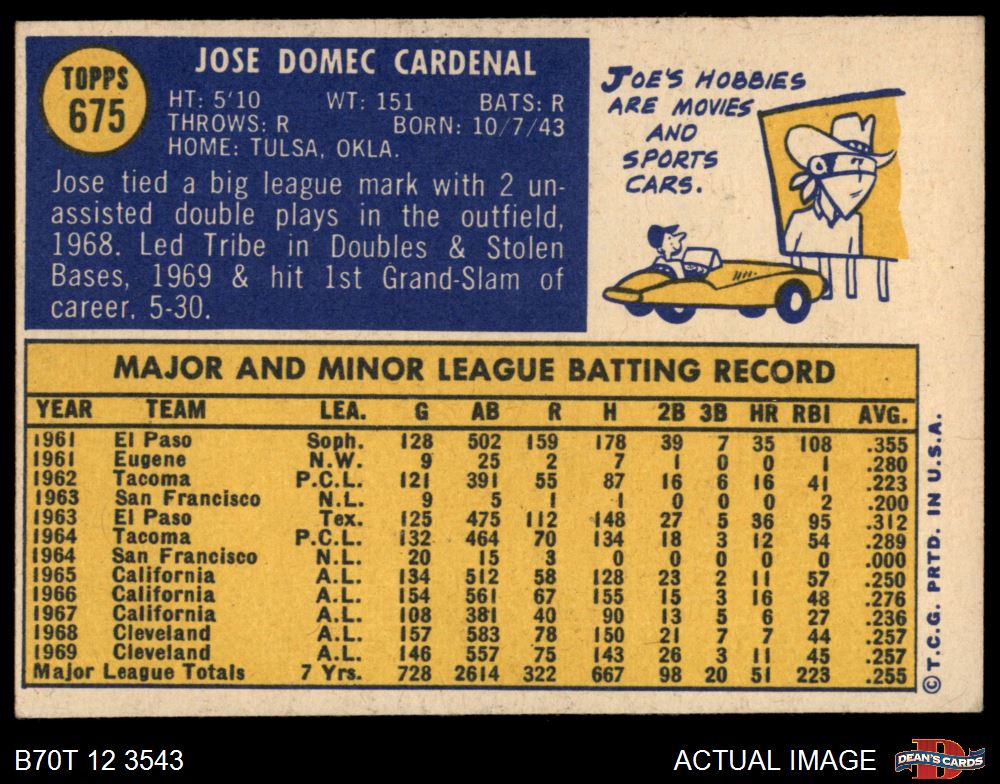 TOPPS
675
JOSE DOMEC CARDENAL
HT: 5'10 WT: 151 BATS: R
THROWS: R BORN: 10/7/43
HOME: TULSA, OKLA.
Jose tied a big league mark with 2 un-
assisted double plays in the outfield,
1968. Led Tribe in Doubles & Stolen
Bases, 1969 & hit 1st Grand-Slam of
career, 5-30.
JOE'S HOBBIES
ARE MOVIES
AND
SPORTS
CARS.
MAJOR AND MINOR LEAGUE BATTING RECORD
YEAR TEAM LEA. G AB R H 2B 3B HR RBI AVG.
1961 El Paso Soph. 128 502 159 178 39 7 35 108 .355
1961 Eugene N.W. 9 25 2 7 1 0 0 1 .280
1962 Tacoma P.C.L. 121 391 55 87 16 6 16 41 .223
1963 San Francisco N.L. 9 5 1 1 0 0 0 2 .200
1963 El Paso Tex. 125 475 112 148 27 5 36 95 .312
1964 Tacoma P.C.L. 132 464 70 134 18 3 12 54 .289
1964 San Francisco N.L. 20 15 3 0 0 0 0 0 .000
1965 California A.L. 134 512 58 128 23 2 11 57 .250
1966 California A.L. 154 561 67 155 15 3 16 48 .276
1967 California A.L. 108 381 40 90 13 5 6 27 .236
1968 Cleveland A.L. 157 583 78 150 21 7 7 44 .257
1969 Cleveland A.L. 146 557 75 143 26 3 11 45 .257
Major League Totals 7 Yrs. 728 2614 322 667 98 20 51 223 .255
© T.C.G. PRTD. IN U.S.A.
B70T 12 3543
ACTUAL IMAGE
D
DEAN'S CARDS